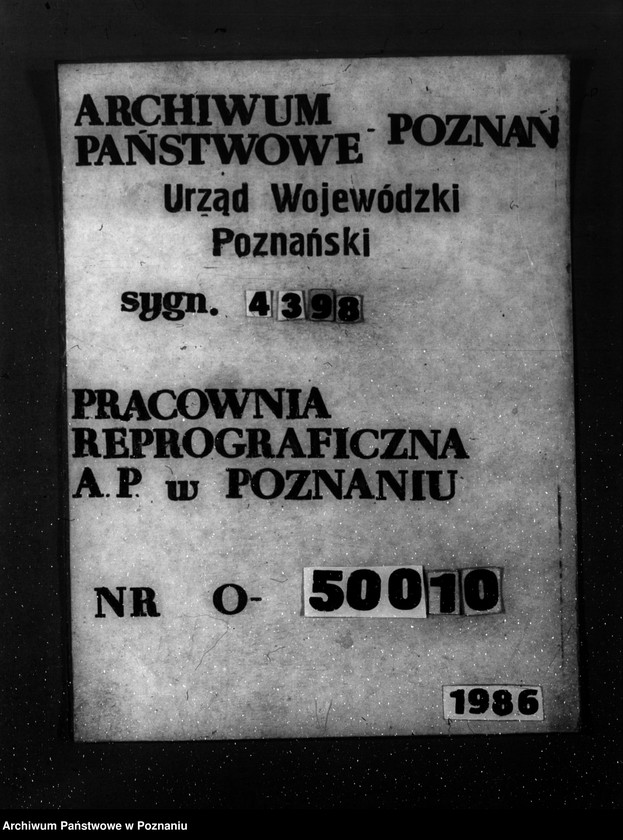 ARCHIWUM
PAŃSTWOWE - POZNAŃ
Urząd Wojewódzki
Poznański
sygn. 4398
PRACOWNIA
REPROGRAFICZNA
A.P. w POZNANIU
NR O-50010
1986
Archiwum Państwowe w Poznaniu